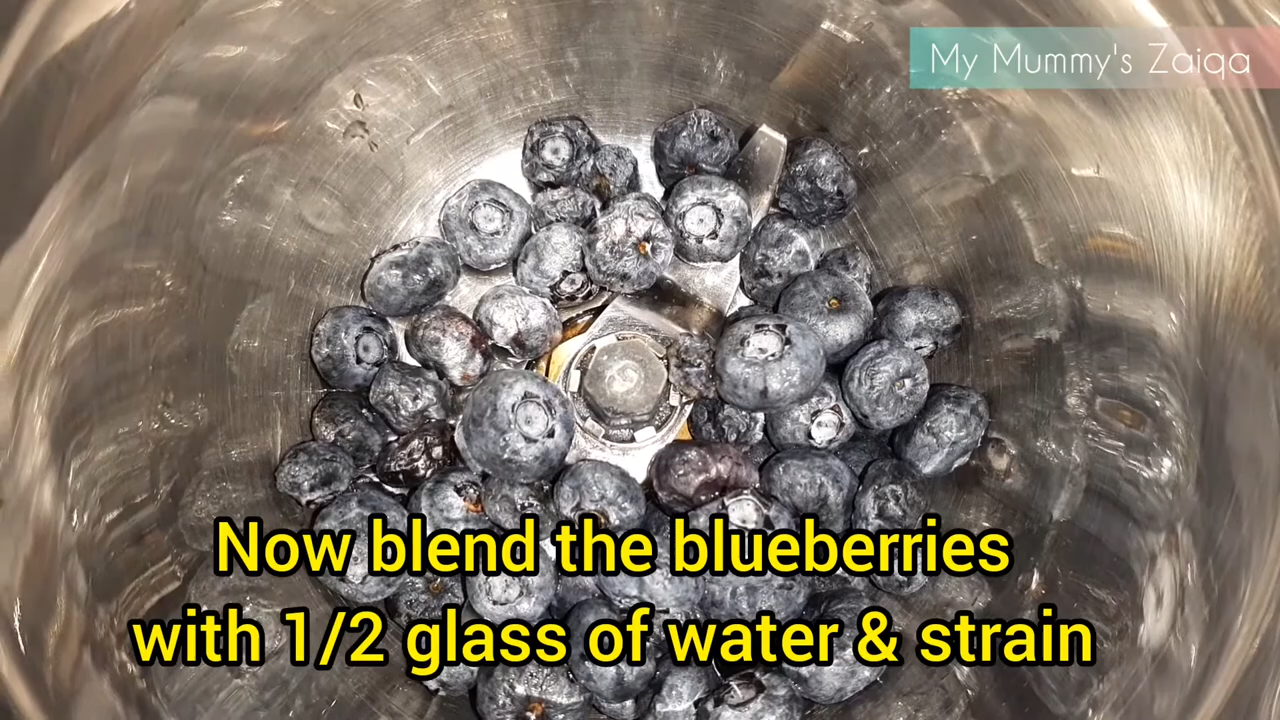 My Mummy's Zaiqa
Now blend the blueberries
with 1/2 glass of water & strain